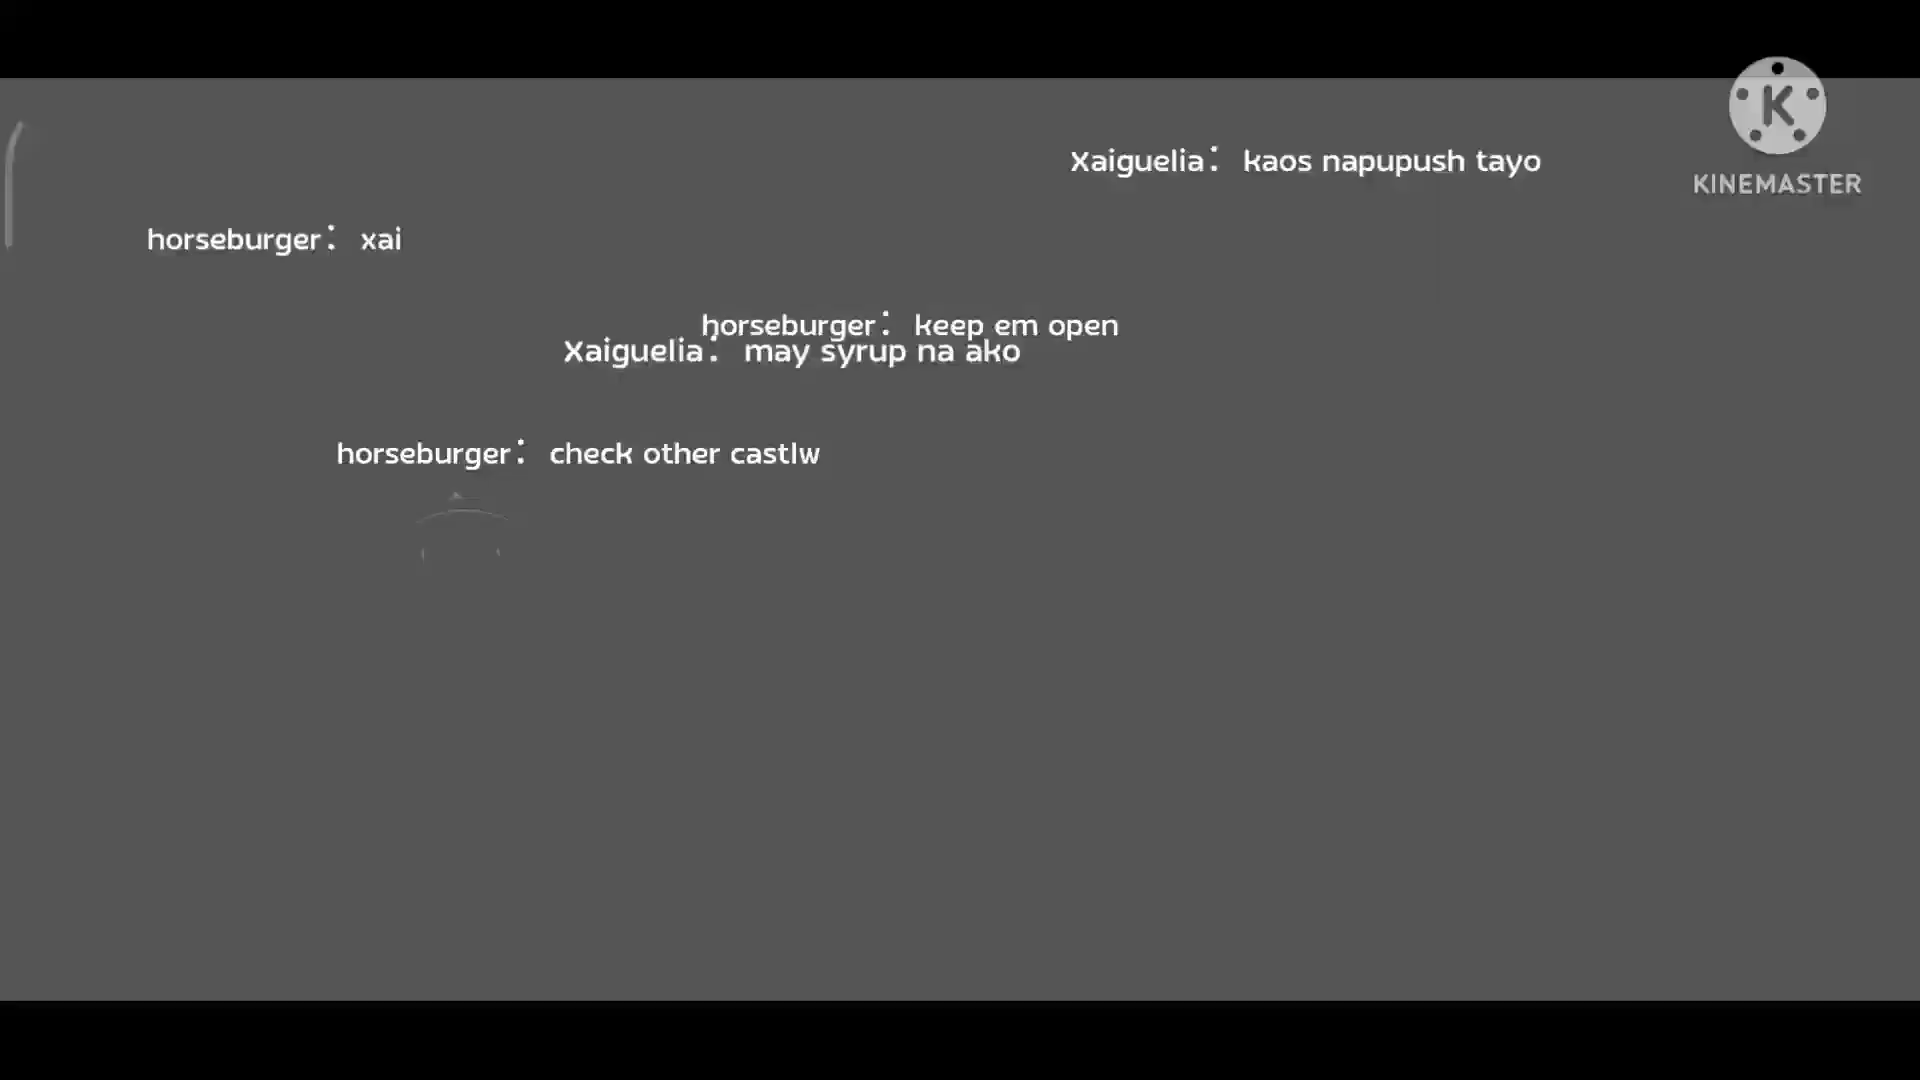 Xaiguelia: kaos napupush tayo
KINEMASTER
horseburger: xai
horseburger: keep em open
Xaiguelia: may syrup na ako
horseburger: check other castlw